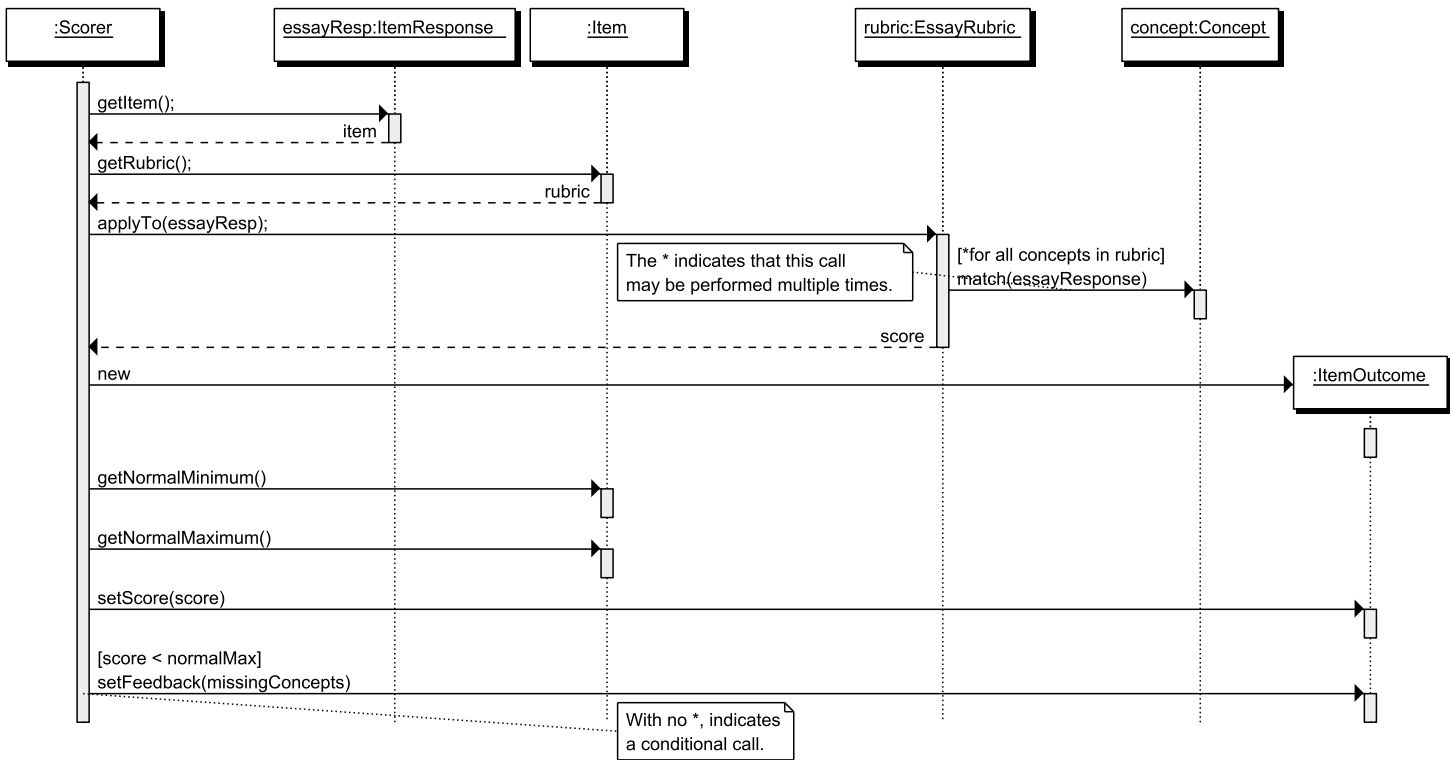 :Scorer
essayResp:ItemResponse
:Item
rubric:EssayRubric
concept:Concept
getItem();
item
getRubric();
rubric
applyTo(essayResp);
The * indicates that this call
may be performed multiple times.
[*for all concepts in rubric]
match(essayResponse)
score
new
:ItemOutcome
getNormalMinimum()
getNormalMaximum()
setScore(score)
[score < normalMax]
setFeedback(missingConcepts)
With no *, indicates
a conditional call.